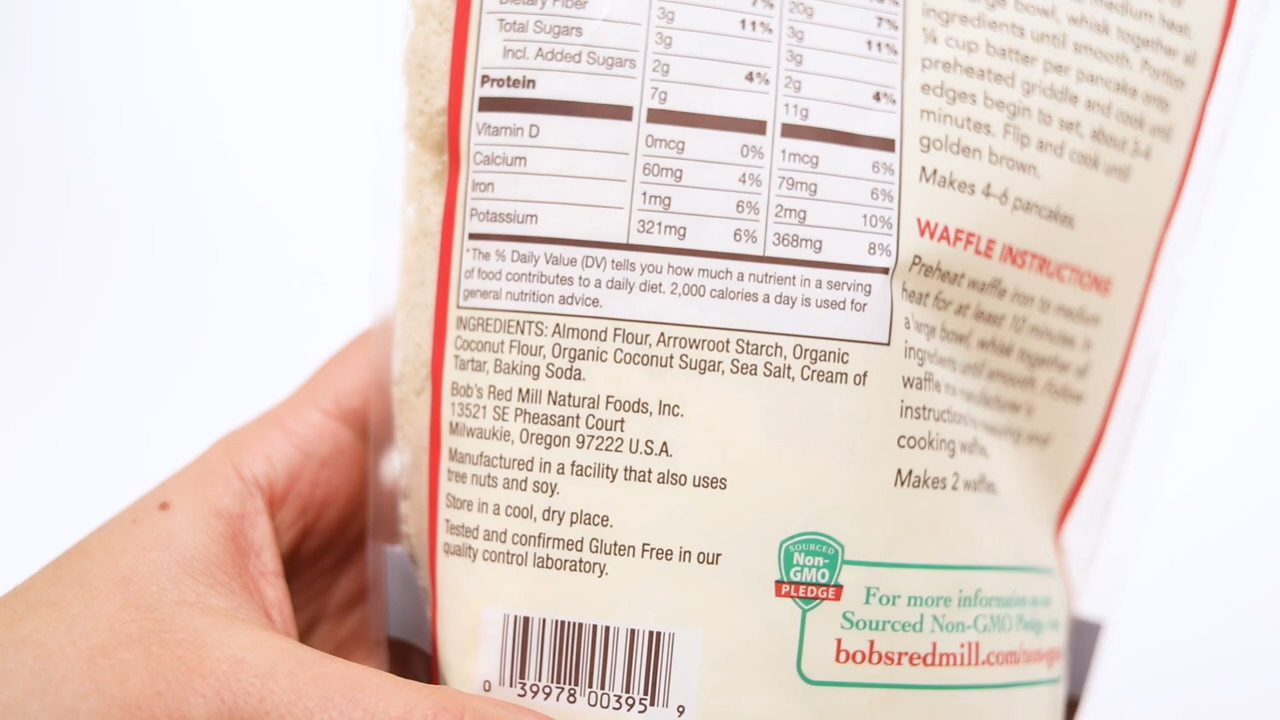 Dietary Fiber 3g 11% 3g 11%
Total Sugars 3g 3g
Incl. Added Sugars 2g 4% 2g 4%
Protein 7g 11g
Vitamin D 0mcg 0% 1mcg 6%
Calcium 60mg 4% 79mg 6%
Iron 1mg 6% 2mg 10%
Potassium 321mg 6% 368mg 8%
*The % Daily Value (DV) tells you how much a nutrient in a serving
of food contributes to a daily diet. 2,000 calories a day is used for
general nutrition advice.
INGREDIENTS: Almond Flour, Arrowroot Starch, Organic
Coconut Flour, Organic Coconut Sugar, Sea Salt, Cream of
Tartar, Baking Soda.
Bob's Red Mill Natural Foods, Inc.
13521 SE Pheasant Court
Milwaukie, Oregon 97222 U.S.A.
Manufactured in a facility that also uses
tree nuts and soy.
Store in a cool, dry place.
Tested and confirmed Gluten Free in our
quality control laboratory.
0 39978 00395 9
medium heat.
large bowl, whisk together all
ingredients until smooth. Portion
¼ cup batter per pancake onto
preheated griddle and cook until
edges begin to set, about 3-4
minutes. Flip and cook until
golden brown.
Makes 4-6 pancakes.
WAFFLE INSTRUCTIONS
Preheat waffle iron to medium
heat for at least 10 minutes. In
a large bowl, whisk together all
ingredients until smooth. Follow
waffle manufacturer's
instructions cooking waffles.
Makes 2 waffles.
SOURCED
Non-
GMO
PLEDGE
For more information
Sourced Non-GMO Pledge
bobsredmill.com/